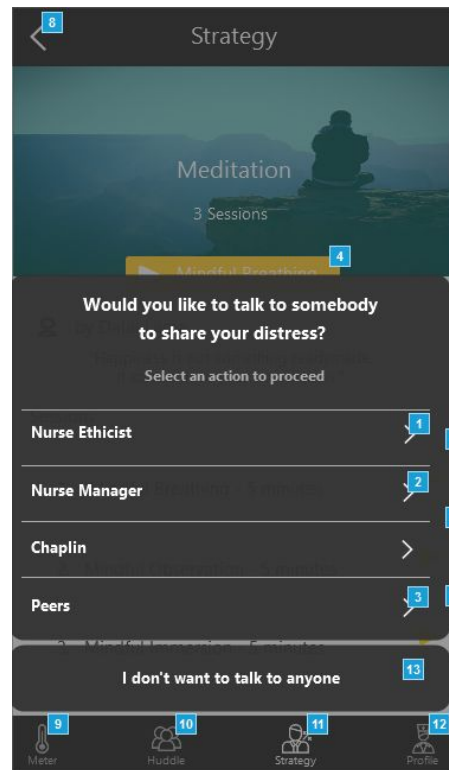 8
Strategy
Meditation
3 Sessions
4
Mindful Breathing
Would you like to talk to somebody
to share your distress?
Select an action to proceed
Nurse Ethicist
1
Nurse Manager
2
Chaplin
Peers
3
I don't want to talk to anyone
13
9
10
11
12
Meter
Huddle
Strategy
Profile